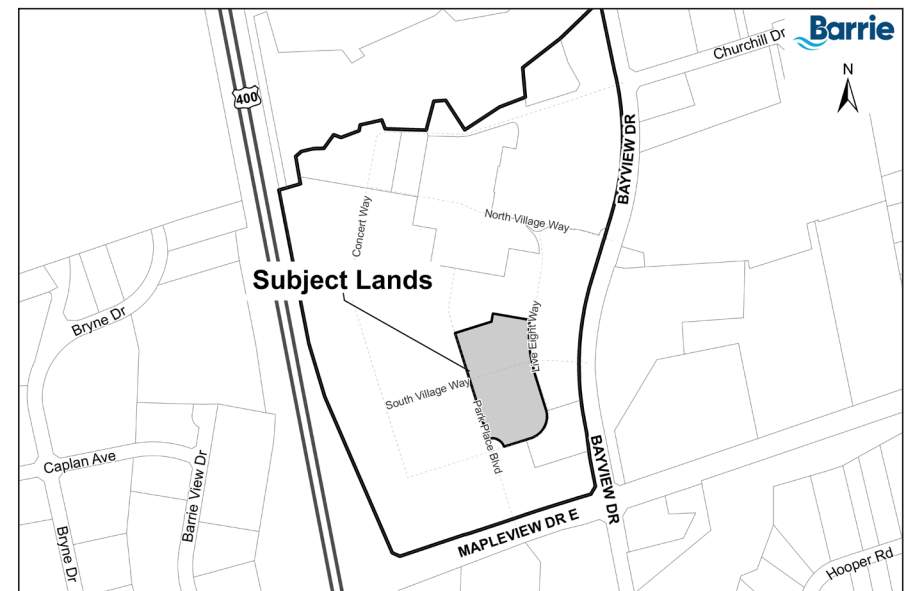 Barrie
Churchill Dr
N
400
BAYVIEW DR
North Village Way
Concert Way
Subject Lands
Bryne Dr
Live Eight Way
South Village Way
Park Place Blvd
Caplan Ave
Barrie View Dr
BAYVIEW DR
MAPLEVIEW DR E
Bryne Dr
Hooper Rd